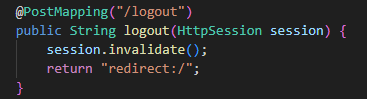 @PostMapping("/logout")
public String logout(HttpSession session) {
    session.invalidate();
    return "redirect:/";
}